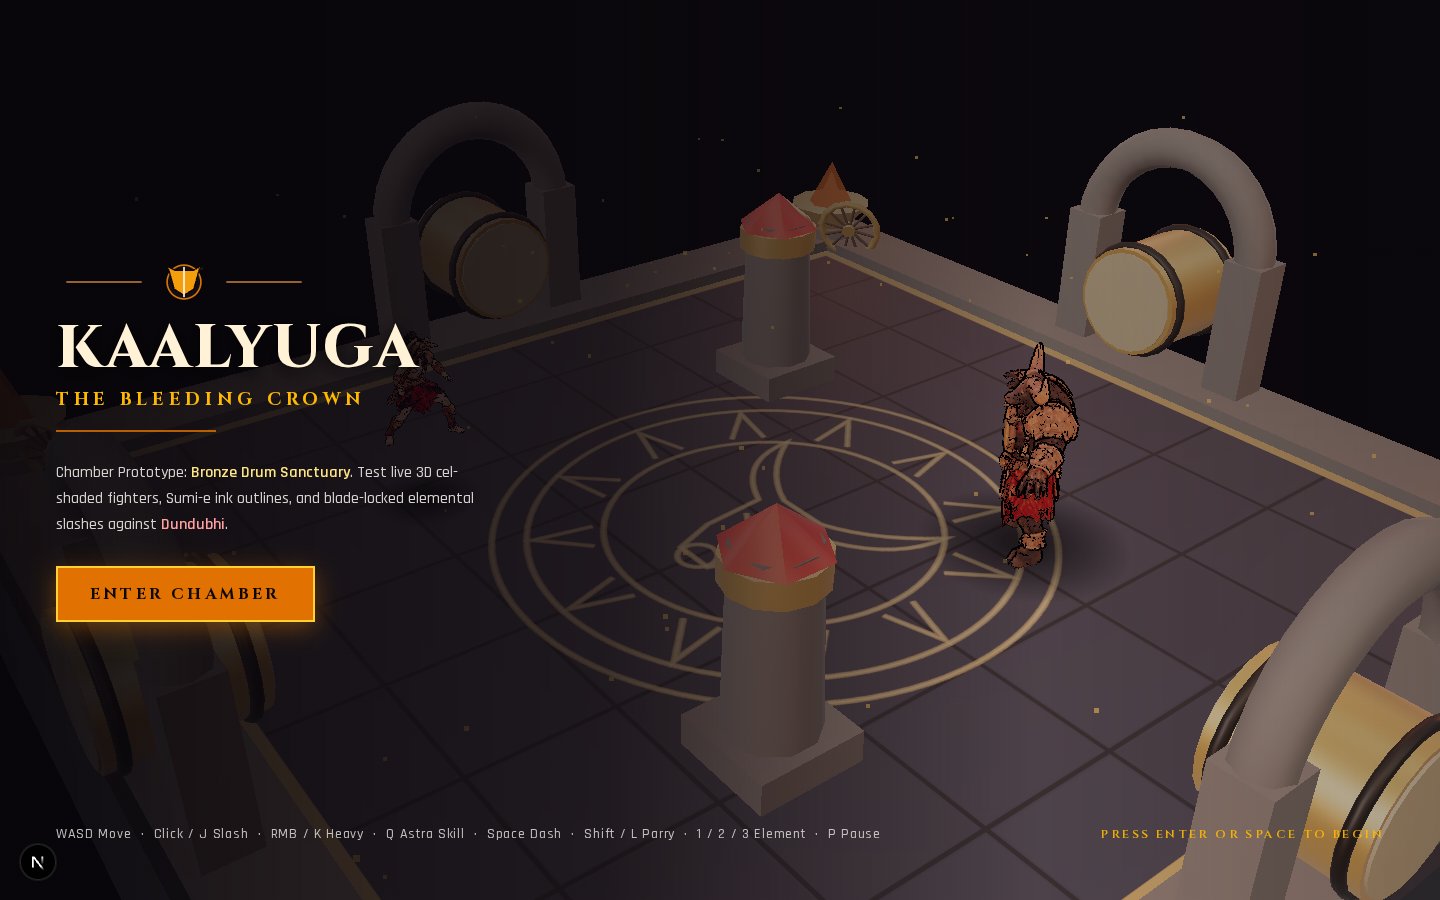 KAALYUGA
THE BLEEDING CROWN
Chamber Prototype: Bronze Drum Sanctuary. Test live 3D cel-
shaded fighters, Sumi-e ink outlines, and blade-locked elemental
slashes against Dundubhi.
ENTER CHAMBER
WASD Move · Click / J Slash · RMB / K Heavy · Q Astra Skill · Space Dash · Shift / L Parry · 1 / 2 / 3 Element · P Pause
PRESS ENTER OR SPACE TO BEGIN
N